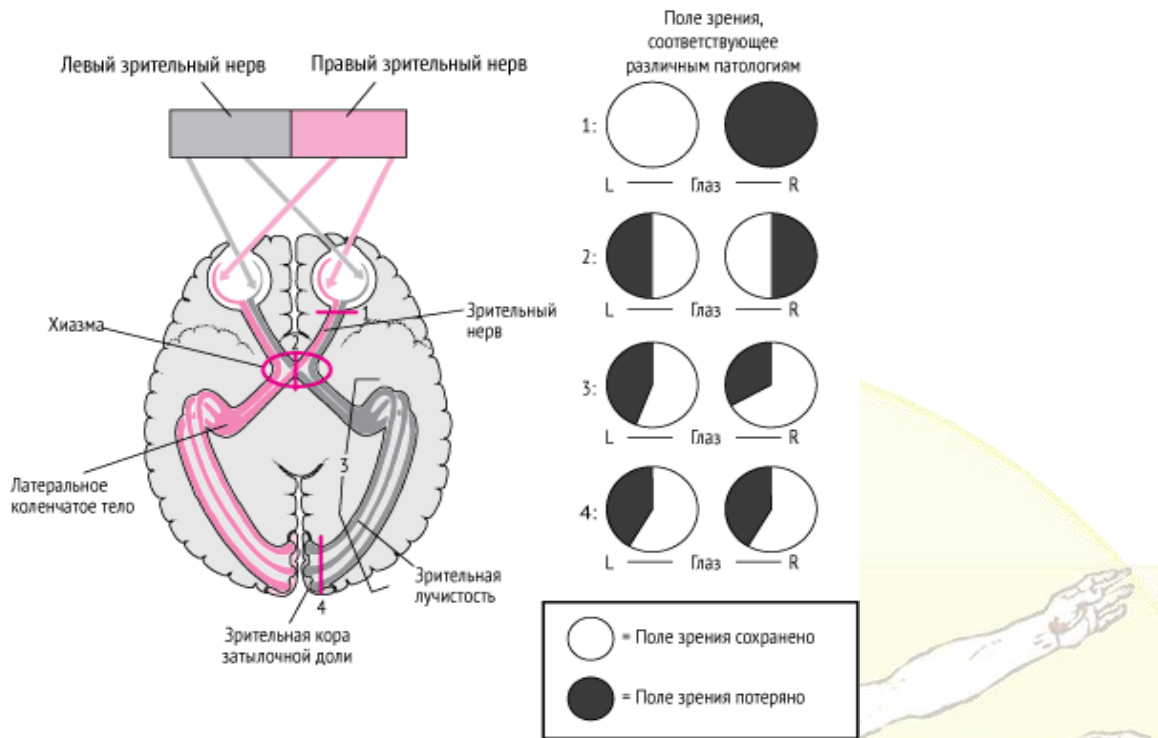 Левый зрительный нерв
Правый зрительный нерв
Хиазма
2
1
Зрительный
нерв
3
Латеральное
коленчатое тело
4
Зрительная
лучистость
Зрительная кора
затылочной доли
Поле зрения,
соответствующее
различным патологиям
1:
L — Глаз — R
2:
L — Глаз — R
3:
L — Глаз — R
4:
L — Глаз — R
= Поле зрения сохранено
= Поле зрения потеряно